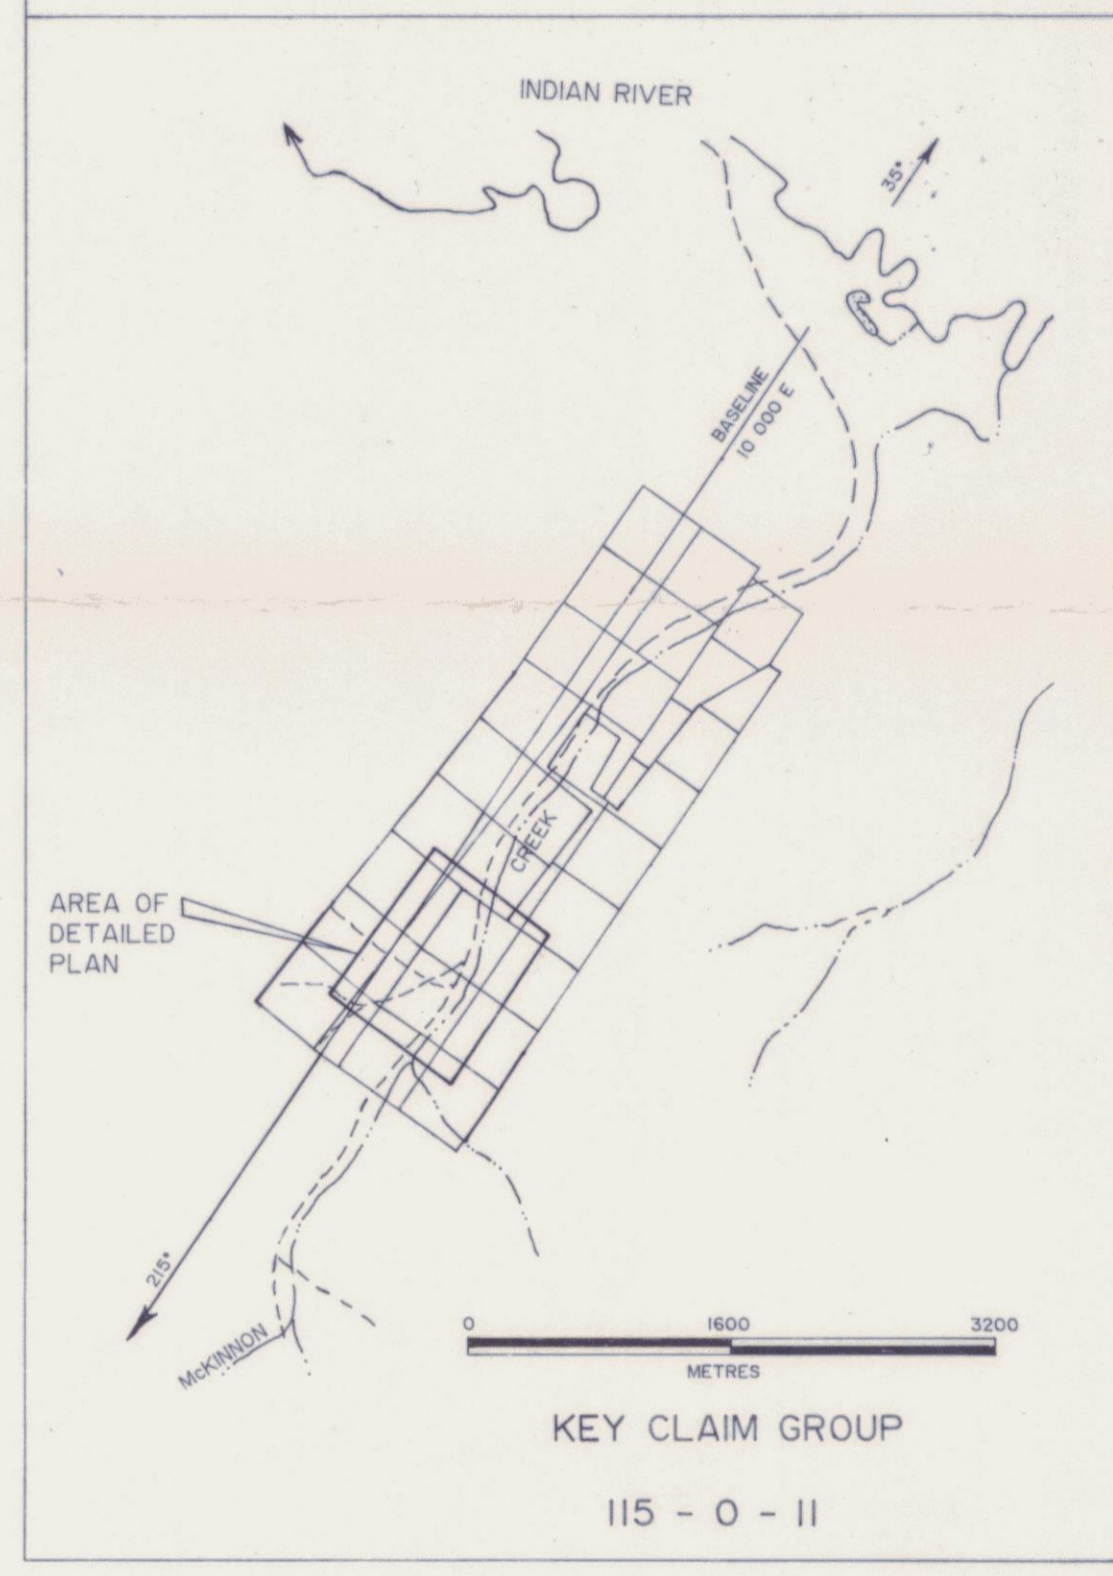 INDIAN RIVER
35°
BASELINE
10 000 E
CREEK
AREA OF
DETAILED
PLAN
215°
McKINNON
0 1600 3200
METRES
KEY CLAIM GROUP
115 - O - 11